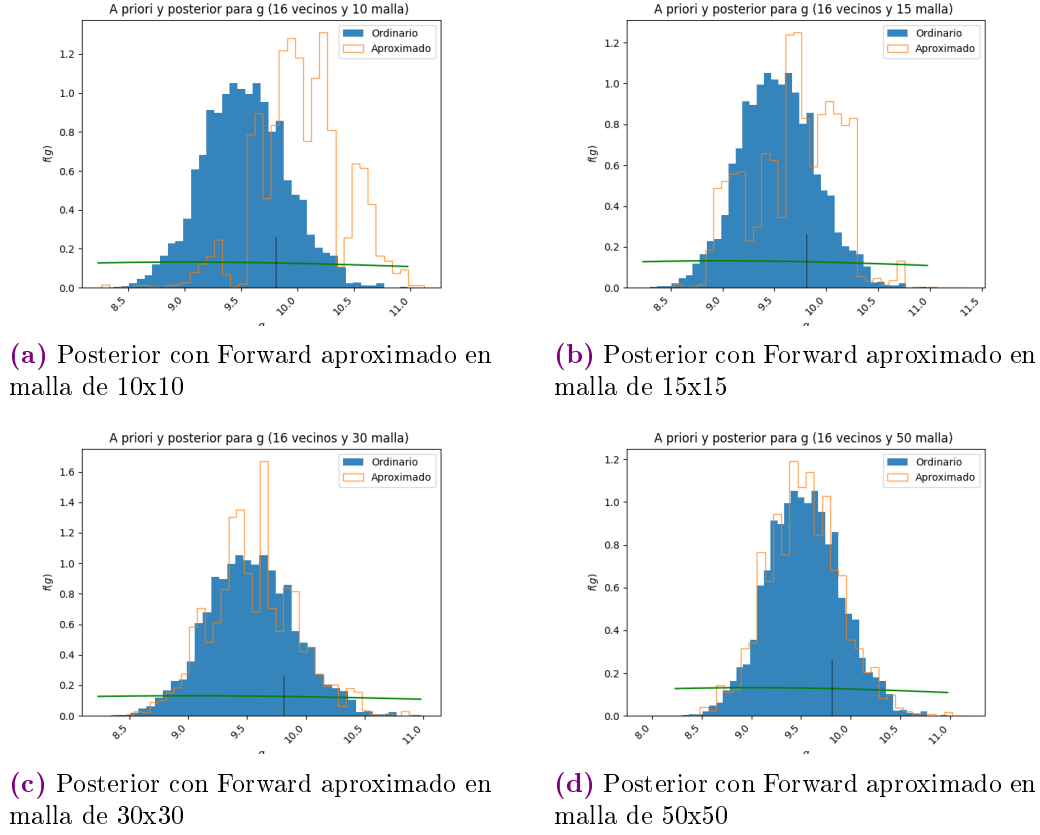 A priori y posterior para g (16 vecinos y 10 malla)
Ordinario
Aproximado
f(g)
1.2
1.0
0.8
0.6
0.4
0.2
0.0
8.5
9.0
9.5
10.0
10.5
11.0
(a) Posterior con Forward aproximado en
malla de 10x10
A priori y posterior para g (16 vecinos y 15 malla)
Ordinario
Aproximado
f(g)
1.2
1.0
0.8
0.6
0.4
0.2
0.0
8.5
9.0
9.5
10.0
10.5
11.0
11.5
(b) Posterior con Forward aproximado en
malla de 15x15
A priori y posterior para g (16 vecinos y 30 malla)
Ordinario
Aproximado
f(g)
1.6
1.4
1.2
1.0
0.8
0.6
0.4
0.2
0.0
8.5
9.0
9.5
10.0
10.5
11.0
(c) Posterior con Forward aproximado en
malla de 30x30
A priori y posterior para g (16 vecinos y 50 malla)
Ordinario
Aproximado
f(g)
1.2
1.0
0.8
0.6
0.4
0.2
0.0
8.0
8.5
9.0
9.5
10.0
10.5
11.0
(d) Posterior con Forward aproximado en
malla de 50x50